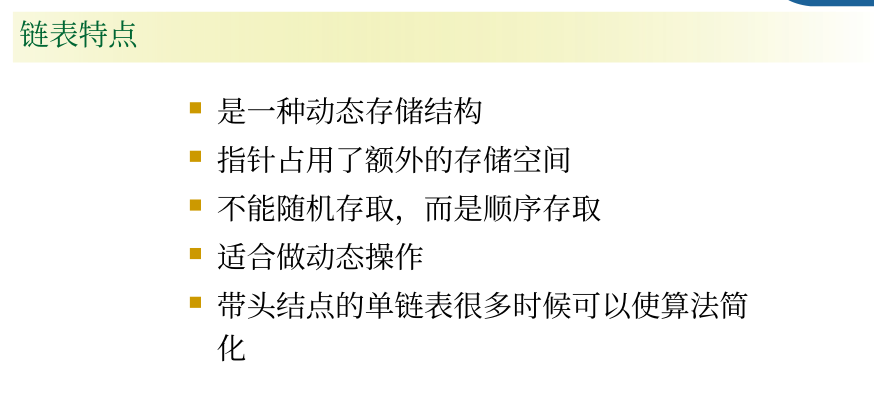 链表特点
是一种动态存储结构
指针占用了额外的存储空间
不能随机存取，而是顺序存取
适合做动态操作
带头结点的单链表很多时候可以使算法简
化